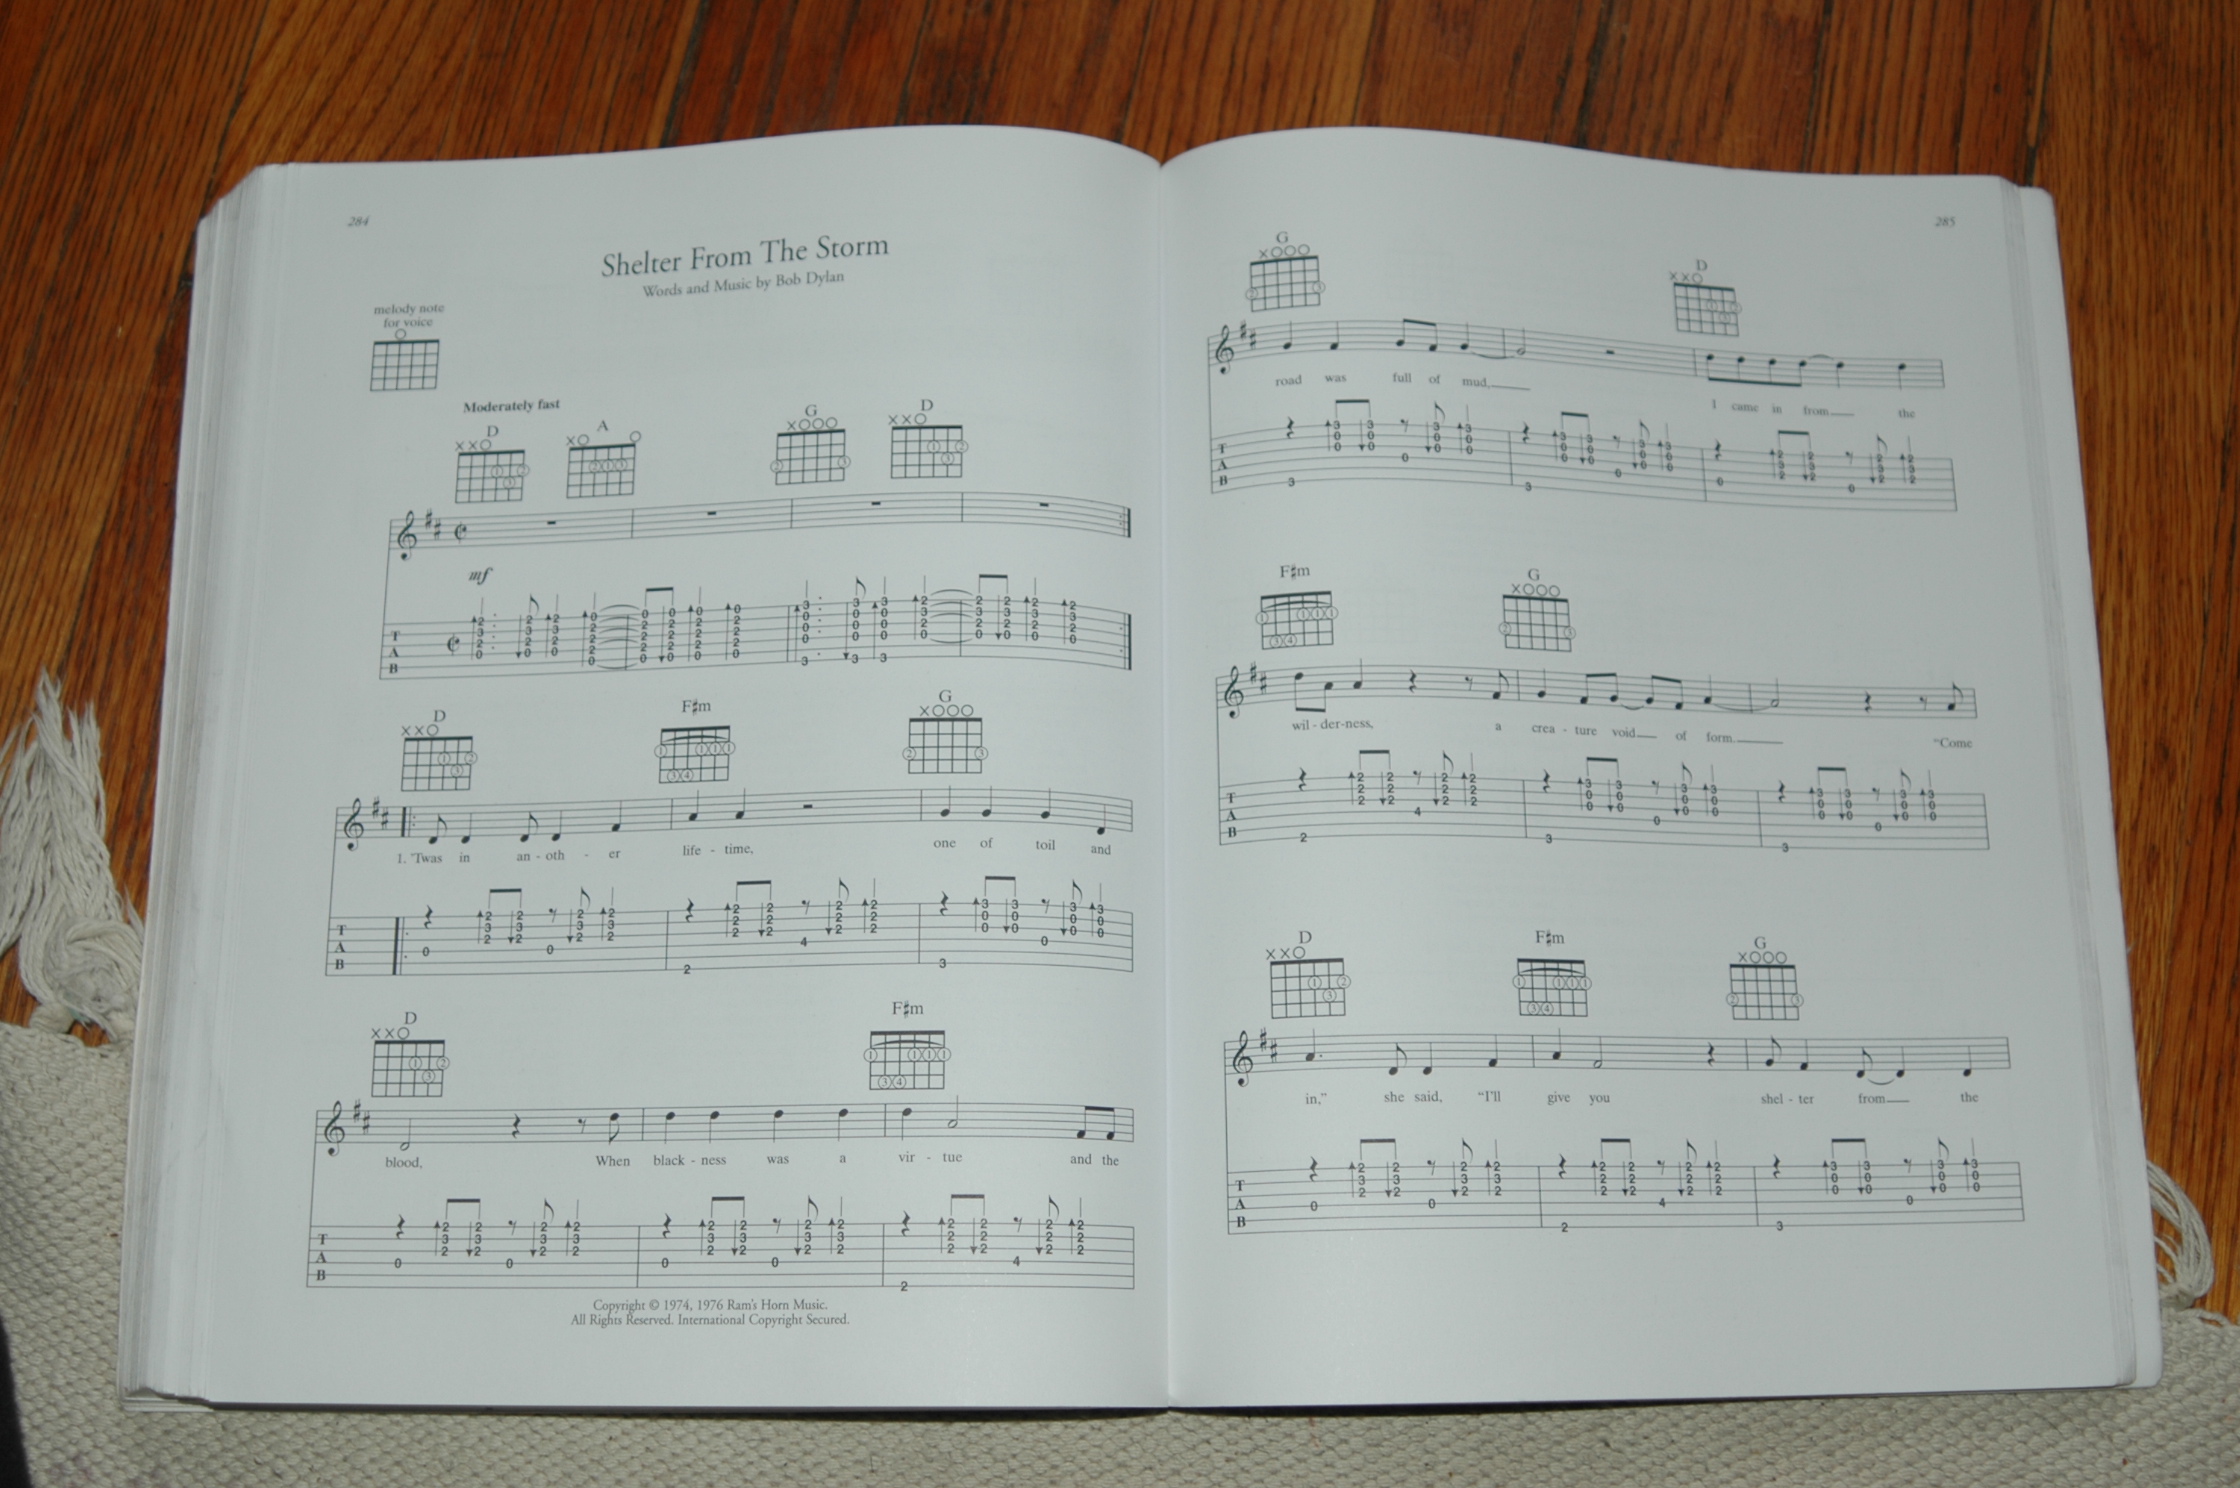 284
Shelter From The Storm
Words and Music by Bob Dylan
melody note
for voice
Moderately fast
D A G D
mf
T
A
B
D F♯m G
1. 'Twas in an - oth - er life - time, one of toil and
T
A
B
D F♯m
blood, When black - ness was a vir - tue and the
T
A
B
Copyright © 1974, 1976 Ram's Horn Music.
All Rights Reserved. International Copyright Secured.
285
G D
road was full of mud. I came in from the
T
A
B
F♯m G
wil - der - ness, a crea - ture void of form. "Come
T
A
B
D F♯m G
in," she said, "I'll give you shel - ter from the
T
A
B